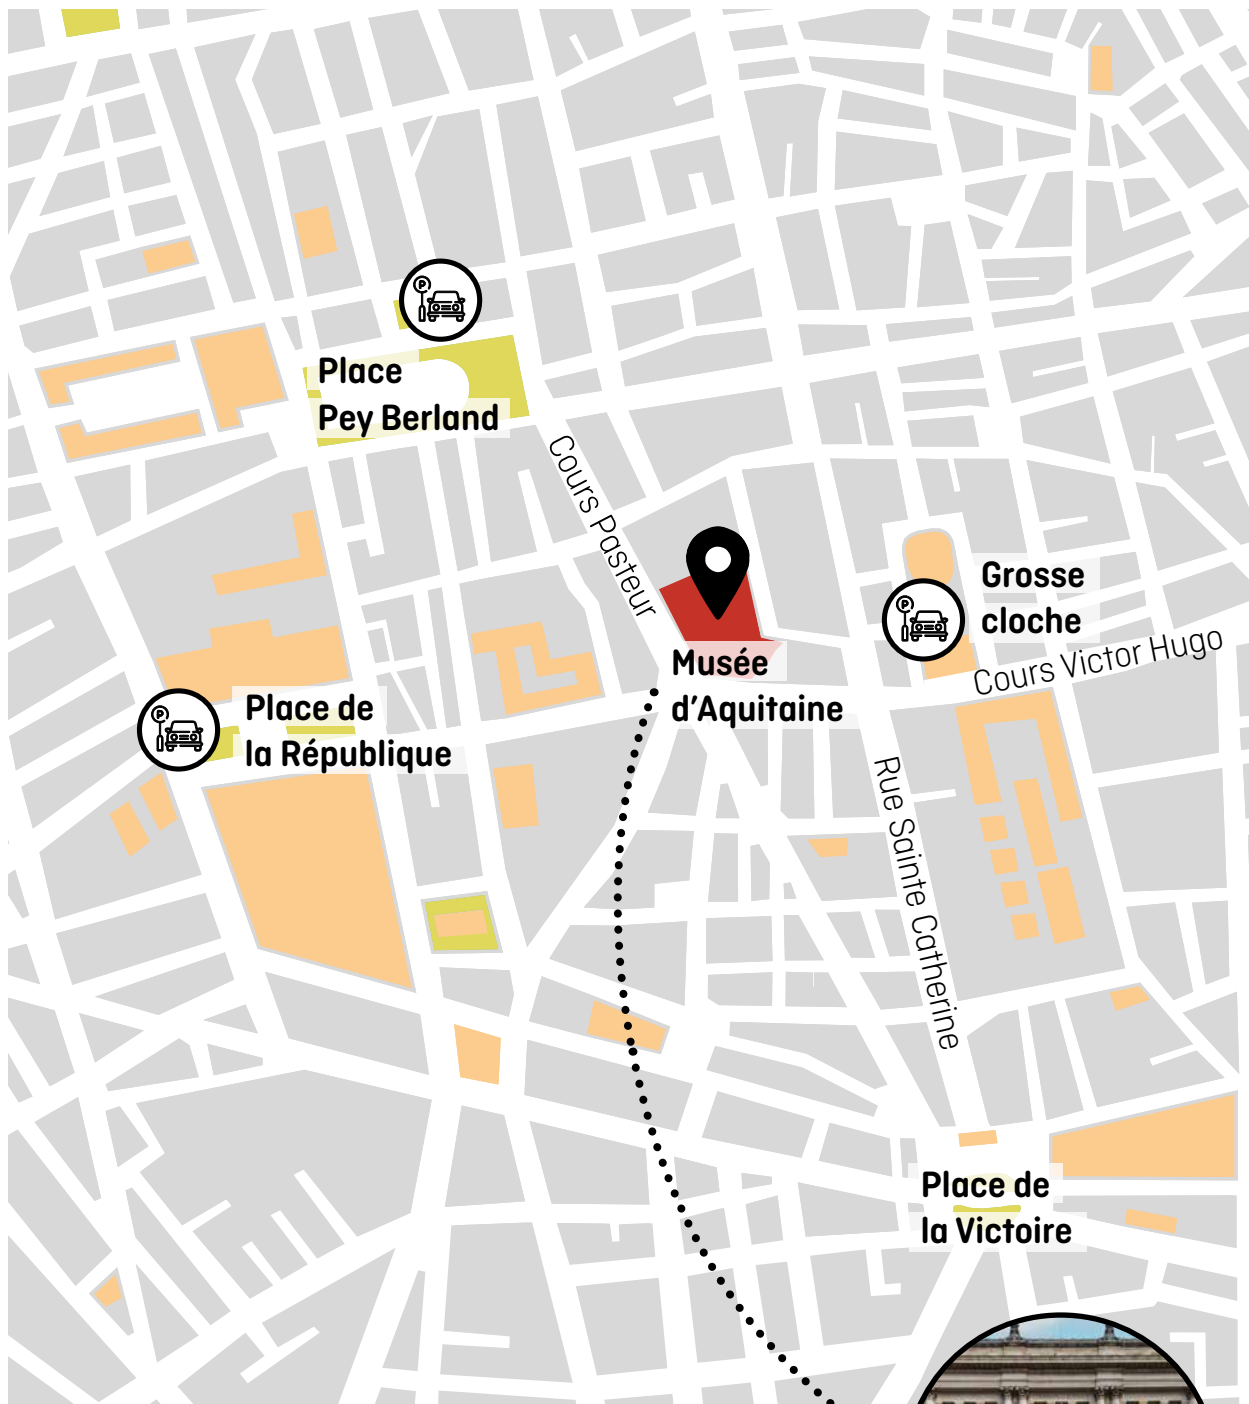 P
Place
Pey Berland
Cours Pasteur
Grosse
cloche
P
Cours Victor Hugo
Musée
d'Aquitaine
P
Place de
la République
Rue Sainte Catherine
Place de
la Victoire